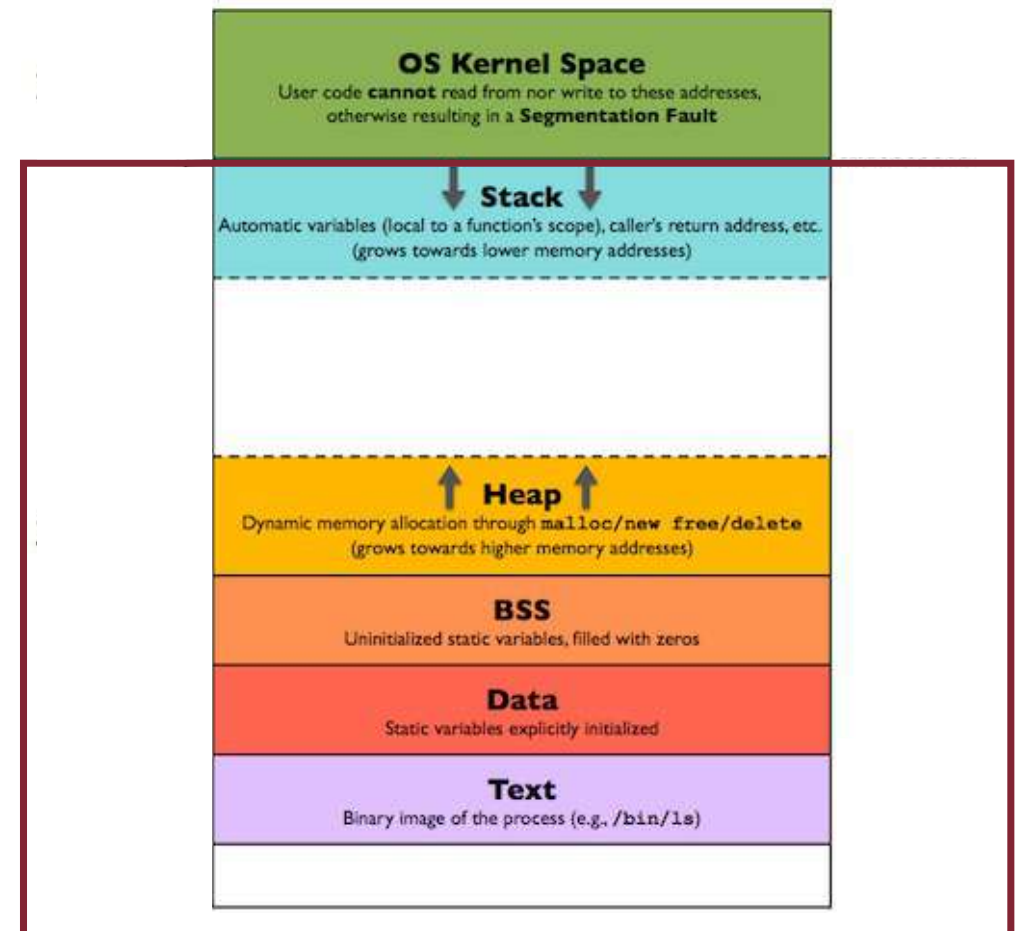 OS Kernel Space
User code cannot read from nor write to these addresses,
otherwise resulting in a Segmentation Fault
Stack
Automatic variables (local to a function's scope), caller's return address, etc.
(grows towards lower memory addresses)
Heap
Dynamic memory allocation through malloc/new free/delete
(grows towards higher memory addresses)
BSS
Uninitialized static variables, filled with zeros
Data
Static variables explicitly initialized
Text
Binary image of the process (e.g., /bin/ls)